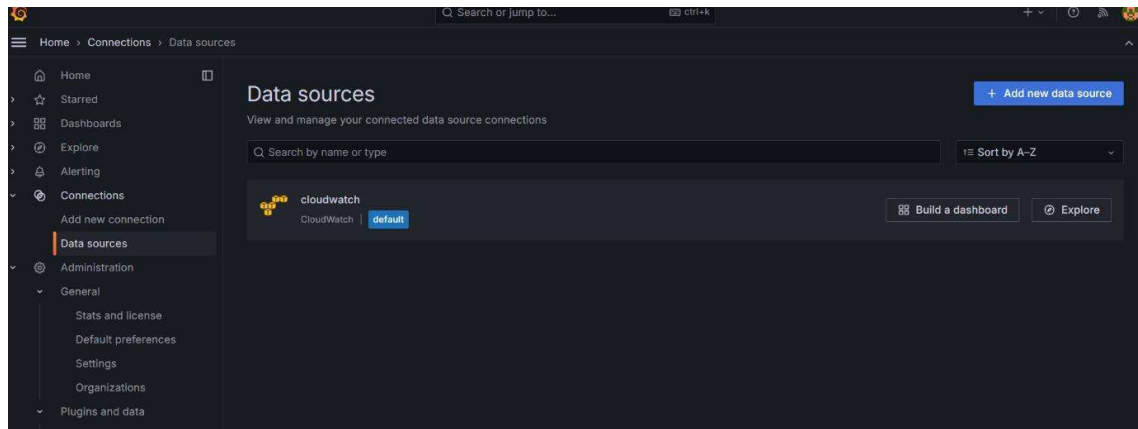 Search or jump to...
ctrl+k
Home › Connections › Data sources
Home
Starred
Dashboards
Explore
Alerting
Connections
Add new connection
Data sources
Administration
General
Stats and license
Default preferences
Settings
Organizations
Plugins and data
Data sources
+ Add new data source
View and manage your connected data source connections
Search by name or type
Sort by A–Z
cloudwatch
CloudWatch | default
Build a dashboard
Explore